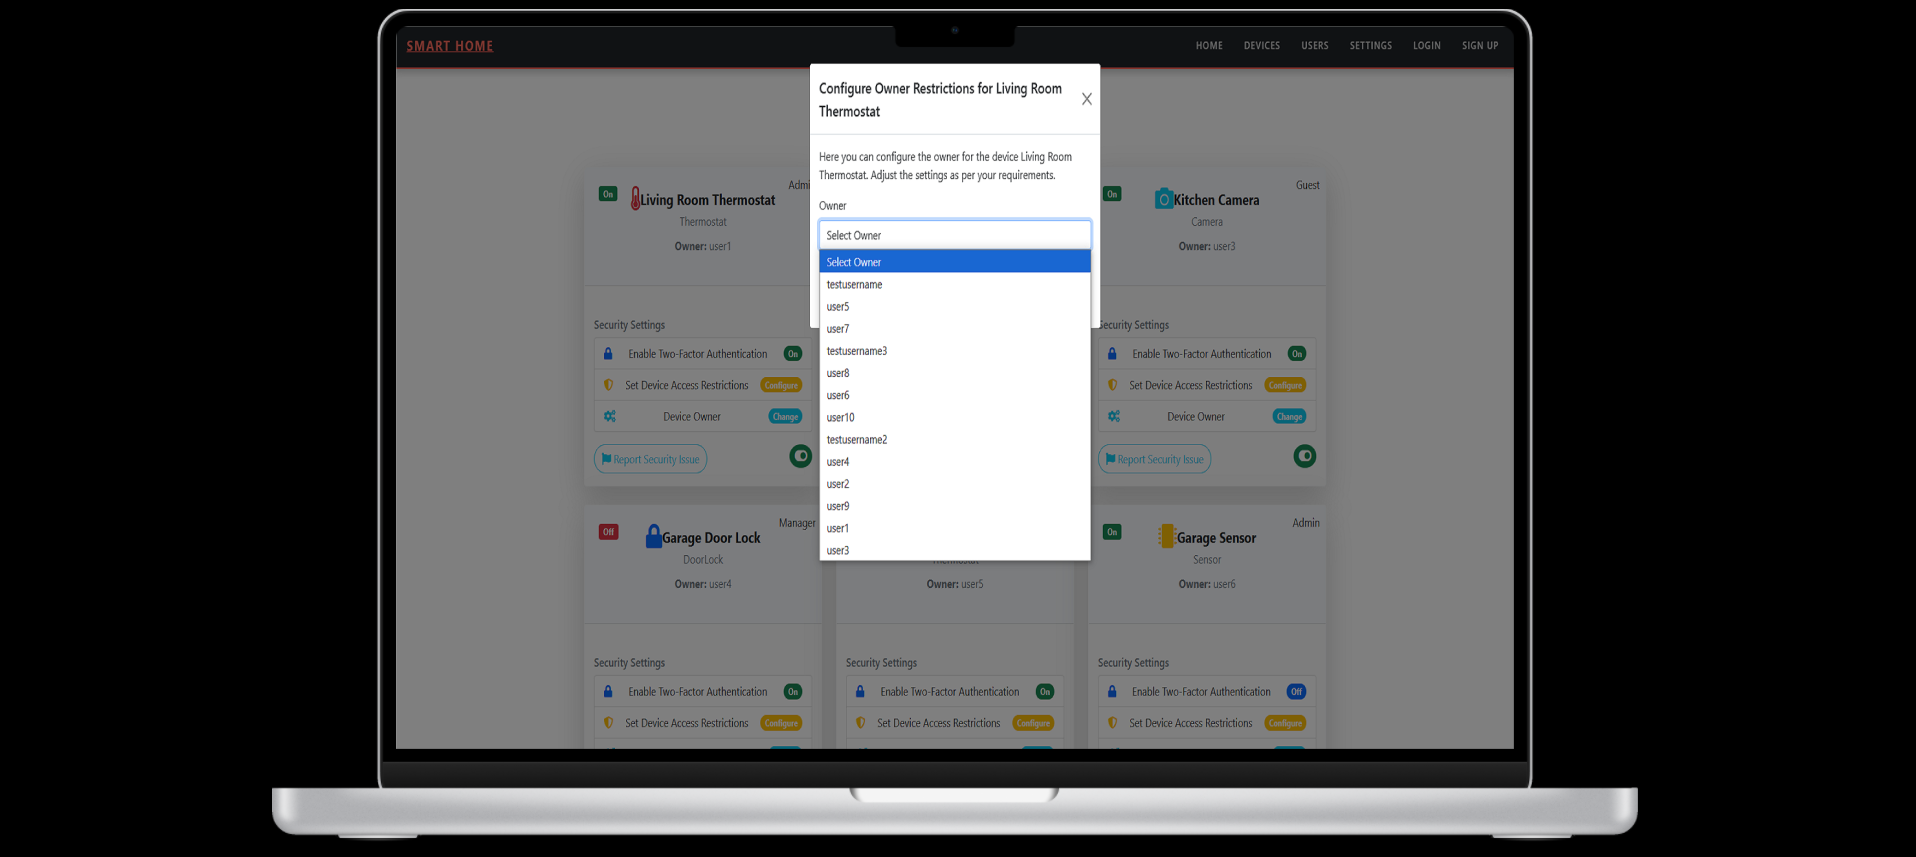 SMART HOME
HOME DEVICES USERS SETTINGS LOGIN SIGN UP
Configure Owner Restrictions for Living Room
Thermostat
X
Here you can configure the owner for the device Living Room
Thermostat. Adjust the settings as per your requirements.
Owner
Select Owner
Select Owner
testusername
user5
user7
testusername3
user8
user6
user10
testusername2
user4
user2
user9
user1
user3
On
Living Room Thermostat
Thermostat
Owner: user1
Security Settings
Enable Two-Factor Authentication On
Set Device Access Restrictions Configure
Device Owner Change
Report Security Issue
On
Guest
Kitchen Camera
Camera
Owner: user3
Security Settings
Enable Two-Factor Authentication On
Set Device Access Restrictions Configure
Device Owner Change
Report Security Issue
Off
Manager
Garage Door Lock
DoorLock
Owner: user4
Security Settings
Enable Two-Factor Authentication On
Set Device Access Restrictions Configure
Thermostat
Owner: user5
Security Settings
Enable Two-Factor Authentication On
Set Device Access Restrictions Configure
On
Admin
Garage Sensor
Sensor
Owner: user6
Security Settings
Enable Two-Factor Authentication Off
Set Device Access Restrictions Configure